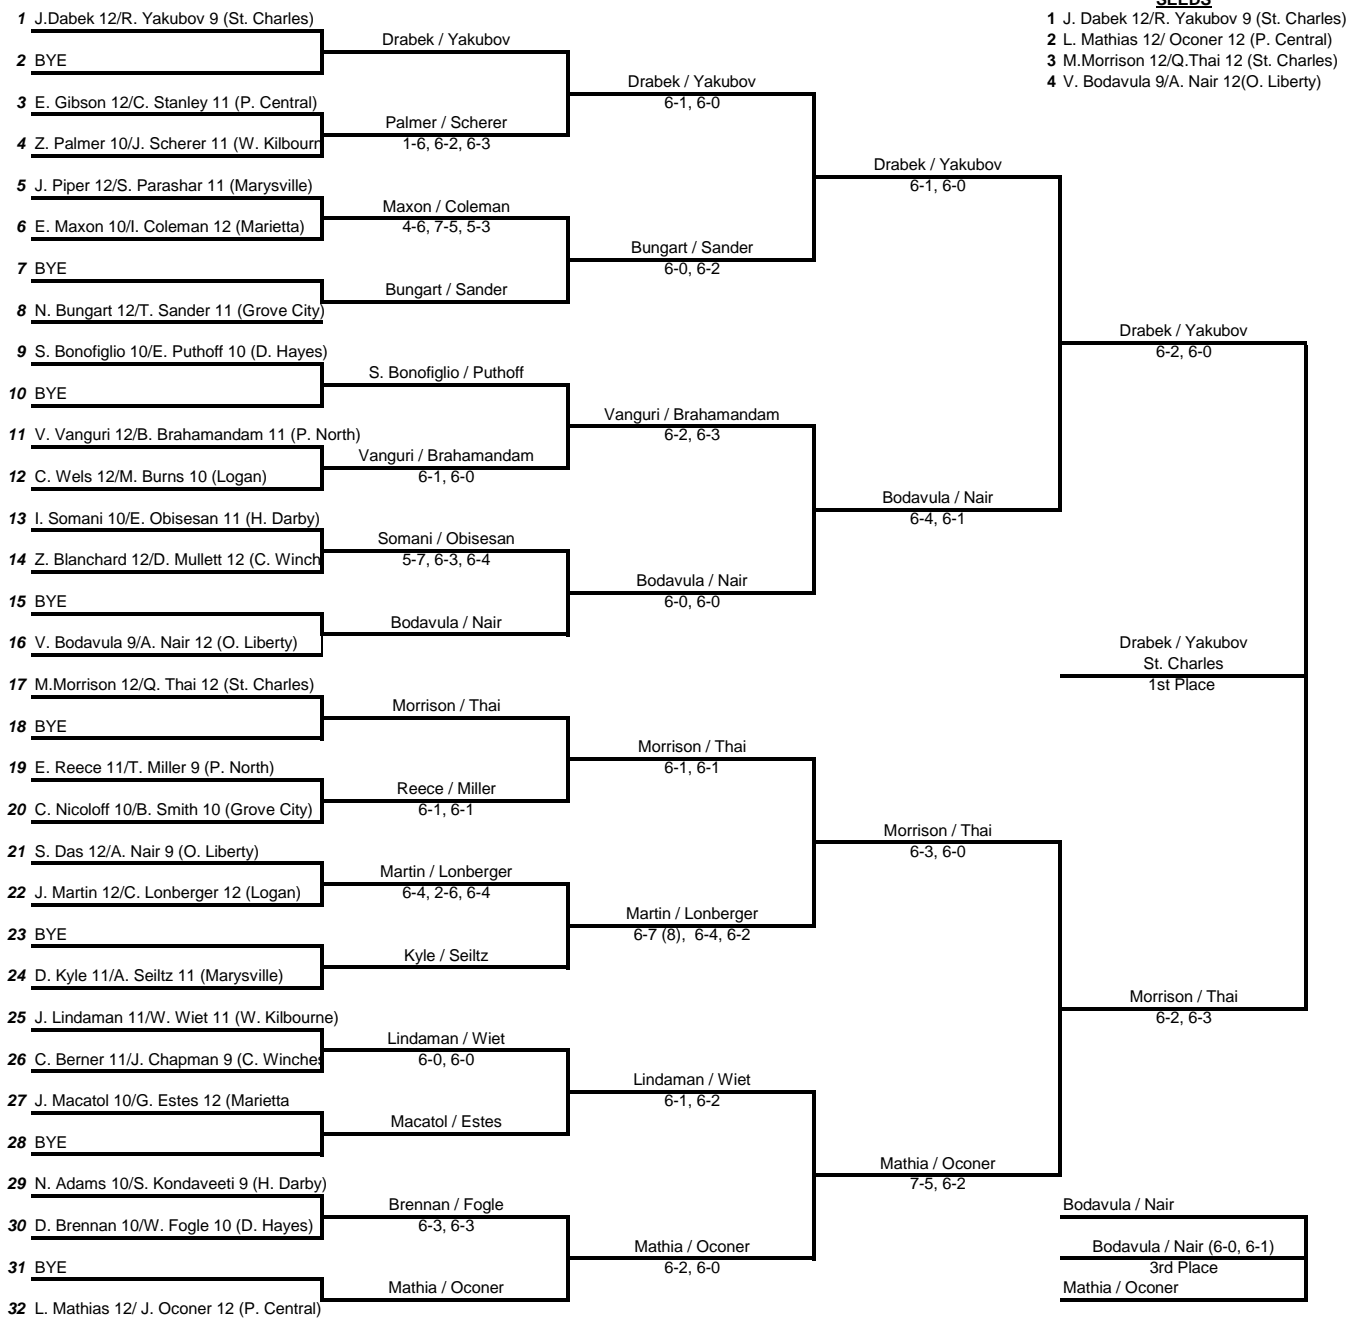 SEEDS
1 J. Dabek 12/R. Yakubov 9 (St. Charles)
2 L. Mathias 12/ Oconer 12 (P. Central)
3 M.Morrison 12/Q.Thai 12 (St. Charles)
4 V. Bodavula 9/A. Nair 12(O. Liberty)
1 J.Dabek 12/R. Yakubov 9 (St. Charles)
2 BYE
3 E. Gibson 12/C. Stanley 11 (P. Central)
4 Z. Palmer 10/J. Scherer 11 (W. Kilbourn
5 J. Piper 12/S. Parashar 11 (Marysville)
6 E. Maxon 10/I. Coleman 12 (Marietta)
7 BYE
8 N. Bungart 12/T. Sander 11 (Grove City)
9 S. Bonofiglio 10/E. Puthoff 10 (D. Hayes)
10 BYE
11 V. Vanguri 12/B. Brahamandam 11 (P. North)
12 C. Wels 12/M. Burns 10 (Logan)
13 I. Somani 10/E. Obisesan 11 (H. Darby)
14 Z. Blanchard 12/D. Mullett 12 (C. Winch
15 BYE
16 V. Bodavula 9/A. Nair 12 (O. Liberty)
17 M.Morrison 12/Q. Thai 12 (St. Charles)
18 BYE
19 E. Reece 11/T. Miller 9 (P. North)
20 C. Nicoloff 10/B. Smith 10 (Grove City)
21 S. Das 12/A. Nair 9 (O. Liberty)
22 J. Martin 12/C. Lonberger 12 (Logan)
23 BYE
24 D. Kyle 11/A. Seiltz 11 (Marysville)
25 J. Lindaman 11/W. Wiet 11 (W. Kilbourne)
26 C. Berner 11/J. Chapman 9 (C. Winches
27 J. Macatol 10/G. Estes 12 (Marietta
28 BYE
29 N. Adams 10/S. Kondaveeti 9 (H. Darby)
30 D. Brennan 10/W. Fogle 10 (D. Hayes)
31 BYE
32 L. Mathias 12/ J. Oconer 12 (P. Central)
Drabek / Yakubov
Palmer / Scherer
1-6, 6-2, 6-3
Maxon / Coleman
4-6, 7-5, 5-3
Bungart / Sander
S. Bonofiglio / Puthoff
Vanguri / Brahamandam
6-1, 6-0
Somani / Obisesan
5-7, 6-3, 6-4
Bodavula / Nair
Morrison / Thai
Reece / Miller
6-1, 6-1
Martin / Lonberger
6-4, 2-6, 6-4
Kyle / Seiltz
Lindaman / Wiet
6-0, 6-0
Macatol / Estes
Brennan / Fogle
6-3, 6-3
Mathia / Oconer
Drabek / Yakubov
6-1, 6-0
Bungart / Sander
6-0, 6-2
Vanguri / Brahamandam
6-2, 6-3
Bodavula / Nair
6-0, 6-0
Morrison / Thai
6-1, 6-1
Martin / Lonberger
6-7 (8), 6-4, 6-2
Lindaman / Wiet
6-1, 6-2
Mathia / Oconer
6-2, 6-0
Drabek / Yakubov
6-1, 6-0
Bodavula / Nair
6-4, 6-1
Morrison / Thai
6-3, 6-0
Mathia / Oconer
7-5, 6-2
Drabek / Yakubov
6-2, 6-0
Drabek / Yakubov
St. Charles
1st Place
Morrison / Thai
6-2, 6-3
Bodavula / Nair
Bodavula / Nair (6-0, 6-1)
3rd Place
Mathia / Oconer